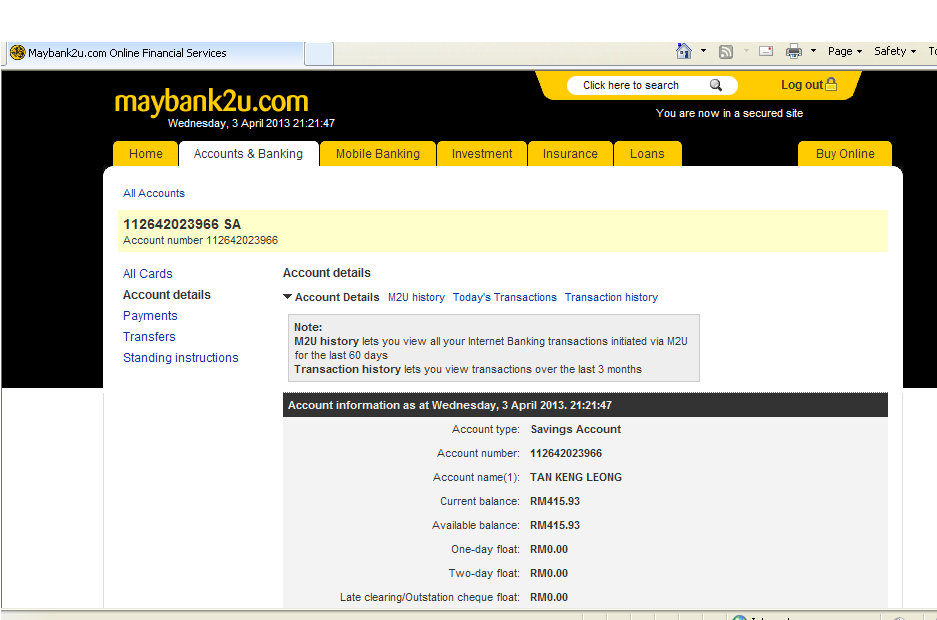 Maybank2u.com Online Financial Services
Page Safety
maybank2u.com
Wednesday, 3 April 2013 21:21:47
Click here to search
Log out
You are now in a secured site
Home Accounts & Banking Mobile Banking Investment Insurance Loans Buy Online
All Accounts
112642023966 SA
Account number 112642023966
All Cards
Account details
Payments
Transfers
Standing instructions
Account details
Account Details M2U history Today's Transactions Transaction history
Note:
M2U history lets you view all your Internet Banking transactions initiated via M2U
for the last 60 days
Transaction history lets you view transactions over the last 3 months
Account information as at Wednesday, 3 April 2013. 21:21:47
Account type: Savings Account
Account number: 112642023966
Account name(1): TAN KENG LEONG
Current balance: RM415.93
Available balance: RM415.93
One-day float: RM0.00
Two-day float: RM0.00
Late clearing/Outstation cheque float: RM0.00